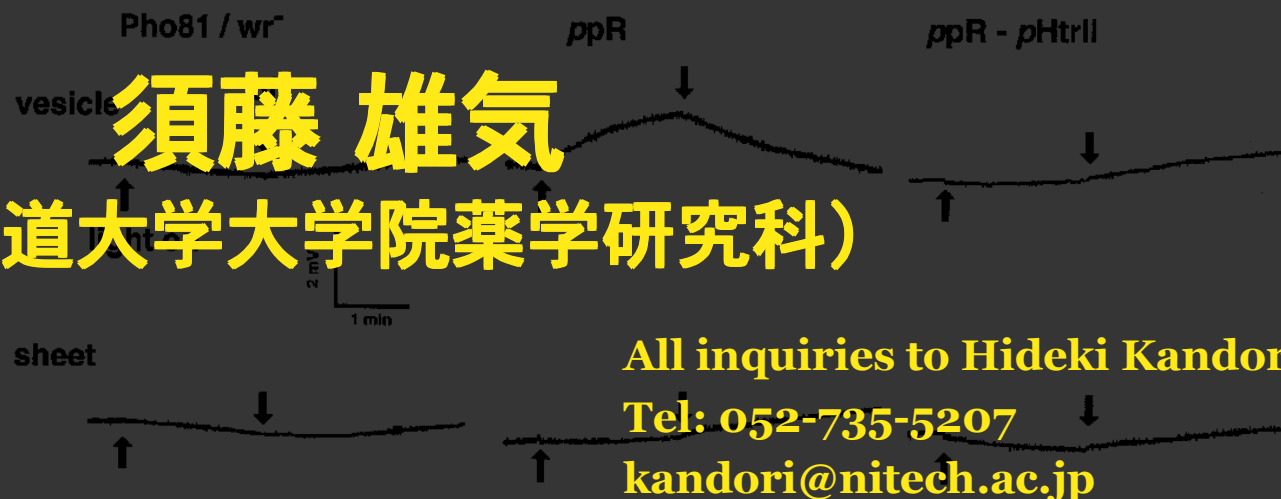 Pho81 / wr⁻ ppR ppR - pHtrII
vesicle
須藤 雄気
道大学大学院薬学研究科)
2 mV
1 min
sheet
All inquiries to Hideki Kandor
Tel: 052-735-5207
kandori@nitech.ac.jp